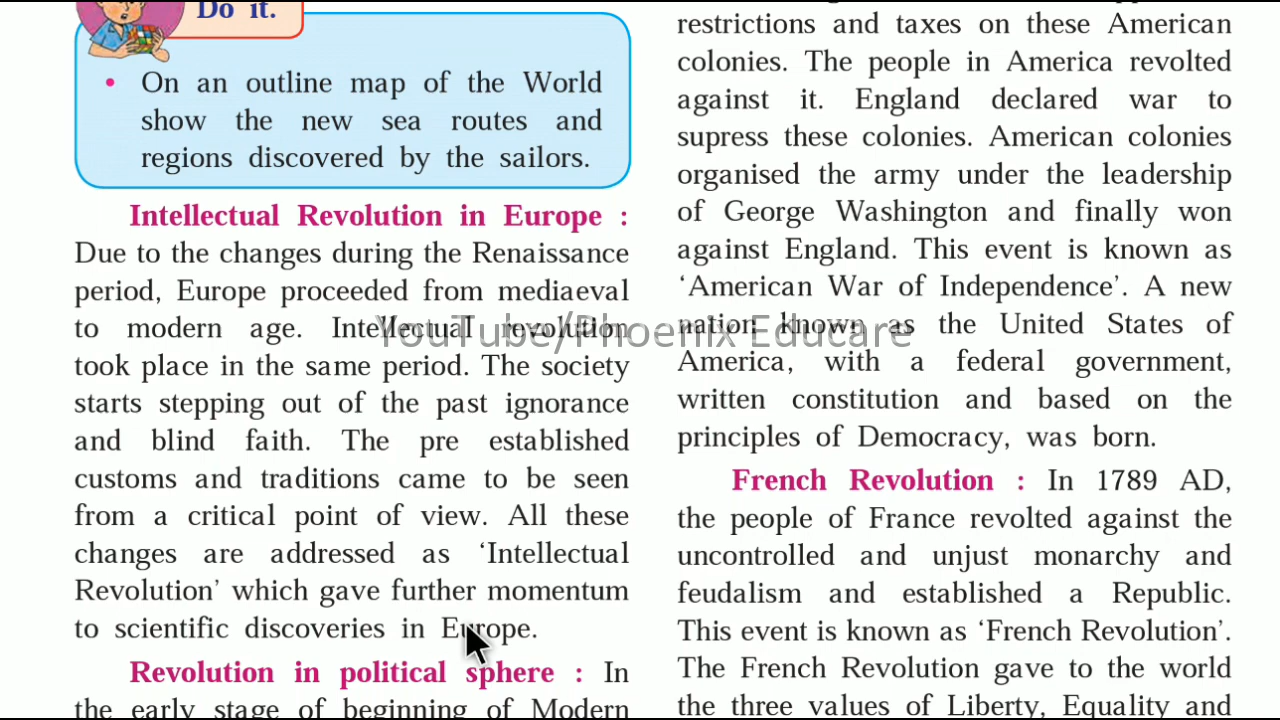 Do it.
• On an outline map of the World
show the new sea routes and
regions discovered by the sailors.
Intellectual Revolution in Europe :
Due to the changes during the Renaissance
period, Europe proceeded from mediaeval
to modern age. Intellectual revolution
took place in the same period. The society
starts stepping out of the past ignorance
and blind faith. The pre established
customs and traditions came to be seen
from a critical point of view. All these
changes are addressed as ‘Intellectual
Revolution’ which gave further momentum
to scientific discoveries in Europe.
Revolution in political sphere : In
the early stage of beginning of Modern
restrictions and taxes on these American
colonies. The people in America revolted
against it. England declared war to
supress these colonies. American colonies
organised the army under the leadership
of George Washington and finally won
against England. This event is known as
‘American War of Independence’. A new
nation known as the United States of
America, with a federal government,
written constitution and based on the
principles of Democracy, was born.
French Revolution : In 1789 AD,
the people of France revolted against the
uncontrolled and unjust monarchy and
feudalism and established a Republic.
This event is known as ‘French Revolution’.
The French Revolution gave to the world
the three values of Liberty, Equality and
YouTube/Phoenix Educare